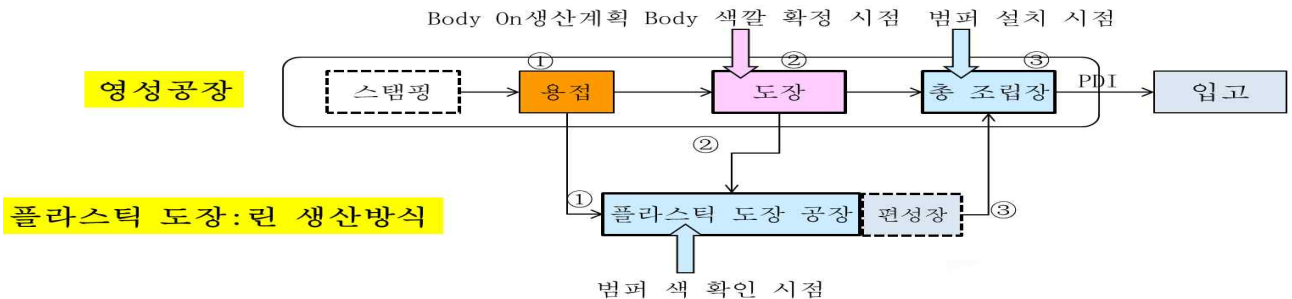 Body On생산계획 Body 색깔 확정 시점 범퍼 설치 시점
① ② ③
영성공장 스탬핑 용접 도장 총 조립장 PDI 입고
②
①
플라스틱 도장:린 생산방식 플라스틱 도장 공장 편성장 ③
범퍼 색 확인 시점